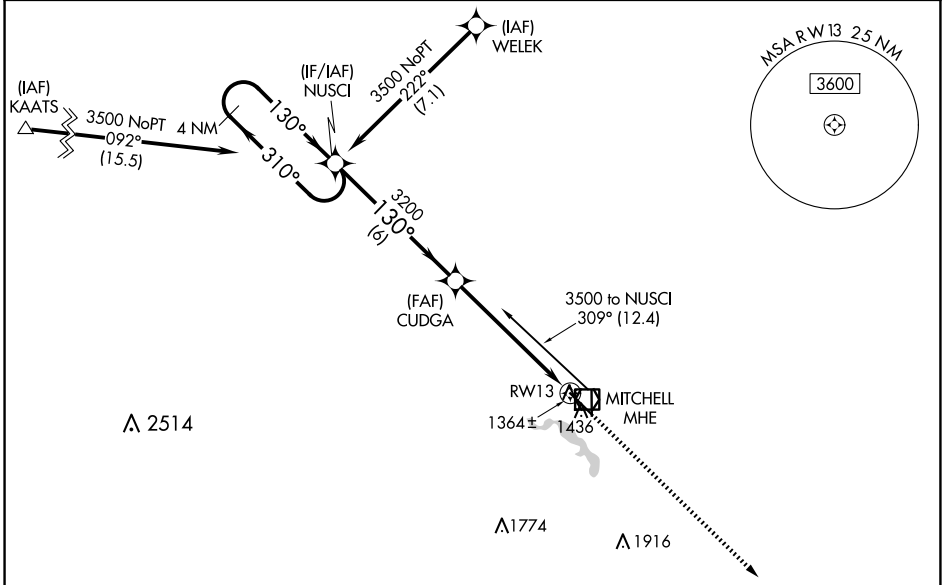 (IAF)
WELEK
MSA RW13 25 NM
3600
(IF/IAF)
NUSCI
3500 NoPT
222°
(7.1)
(IAF)
KAATS
3500 NoPT
092°
(15.5)
4 NM
130°
310°
3200
130°
(6)
(FAF)
CUDGA
3500 to NUSCI
309° (12.4)
RW13
MITCHELL
MHE
1364±
1436
2514
1774
1916